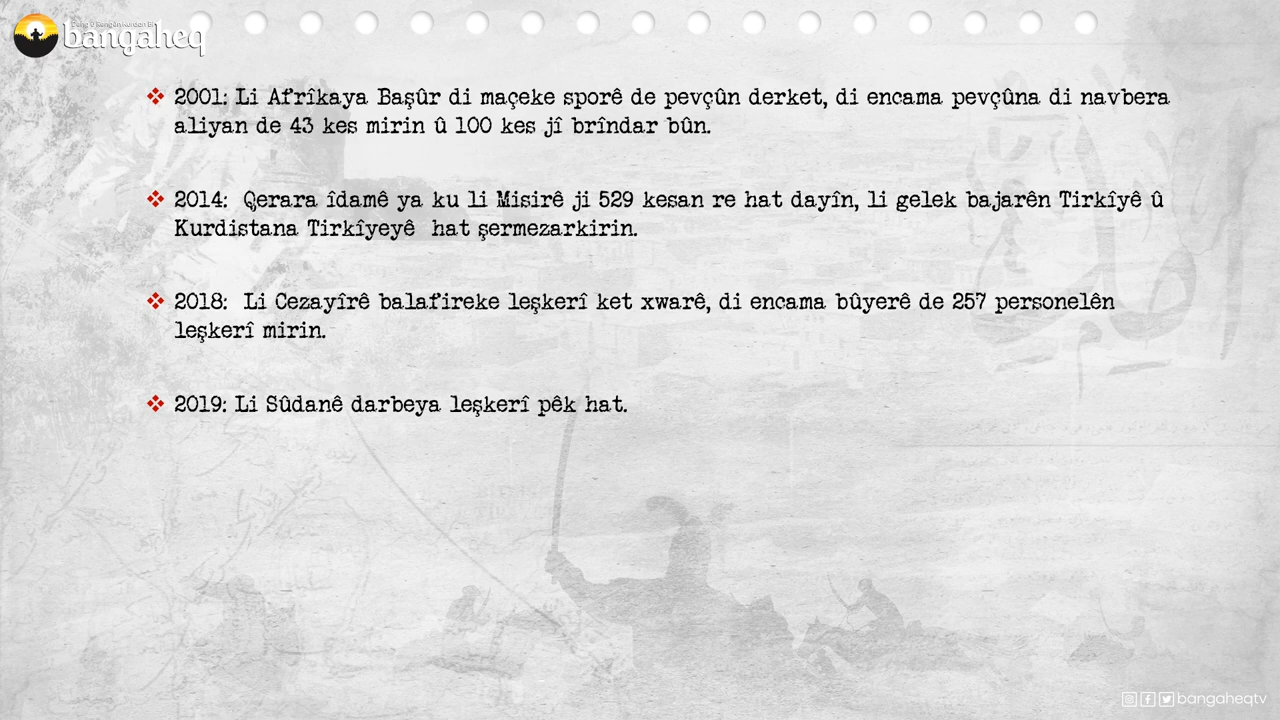 bangaheq
❖ 2001: Li Afrîkaya Başûr di maçeke sporê de pevçûn derket, di encama pevçûna di navbera
aliyan de 43 kes mirin û 100 kes jî brîndar bûn.
❖ 2014: Qerara îdamê ya ku li Misirê ji 529 kesan re hat dayîn, li gelek bajarên Tirkîyê û
Kurdistana Tirkîyeyê hat şermezarkirin.
❖ 2018: Li Cezayîrê balafireke leşkerî ket xwarê, di encama bûyerê de 257 personelên
leşkerî mirin.
❖ 2019: Li Sûdanê darbeya leşkerî pêk hat.
bangaheqtv